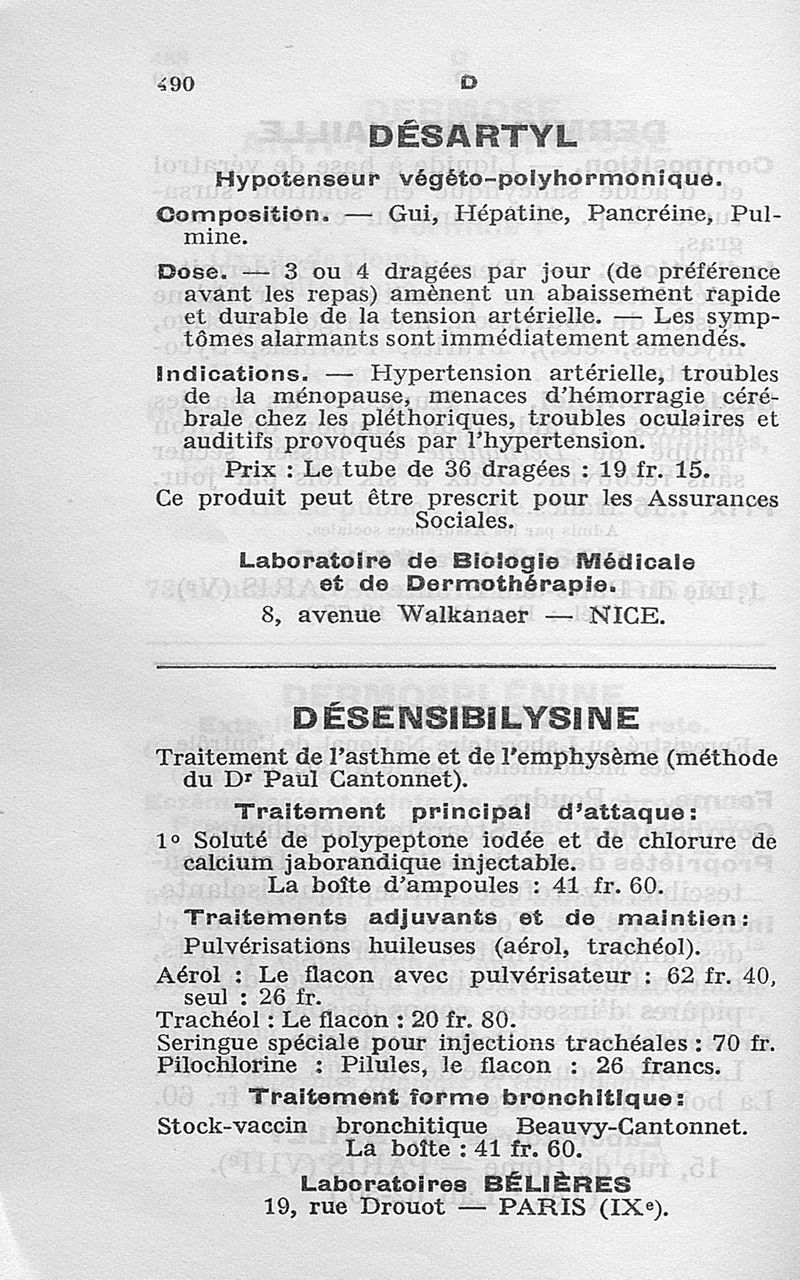 490
D
DÉSARTYL
Hypotenseur végéto-polyhormonique.
Composition. — Gui, Hépatine, Pancréine, Pul-
mine.
Dose. — 3 ou 4 dragées par jour (de préférence
avant les repas) amènent un abaissement rapide
et durable de la tension artérielle. — Les symp-
tômes alarmants sont immédiatement amendés.
Indications. — Hypertension artérielle, troubles
de la ménopause, menaces d'hémorragie céré-
brale chez les pléthoriques, troubles oculaires et
auditifs provoqués par l'hypertension.
Prix : Le tube de 36 dragées : 19 fr. 15.
Ce produit peut être prescrit pour les Assurances
Sociales.
Laboratoire de Biologie Médicale
et de Dermothérapie.
8, avenue Walkanaer — NICE.
DÉSENSIBILYSINE
Traitement de l'asthme et de l'emphysème (méthode
du Dr Paul Cantonnet).
Traitement principal d'attaque :
1º Soluté de polypeptone iodée et de chlorure de
calcium jaborandique injectable.
La boîte d'ampoules : 41 fr. 60.
Traitements adjuvants et de maintien :
Pulvérisations huileuses (aérol, trachéol).
Aérol : Le flacon avec pulvérisateur : 62 fr. 40,
seul : 26 fr.
Trachéol : Le flacon : 20 fr. 80.
Seringue spéciale pour injections trachéales : 70 fr.
Pilochlorine : Pilules, le flacon : 26 francs.
Traitement forme bronchitique :
Stock-vaccin bronchitique Beauvy-Cantonnet.
La boîte : 41 fr. 60.
Laboratoires BÉLIÈRES
19, rue Drouot — PARIS (IXe).